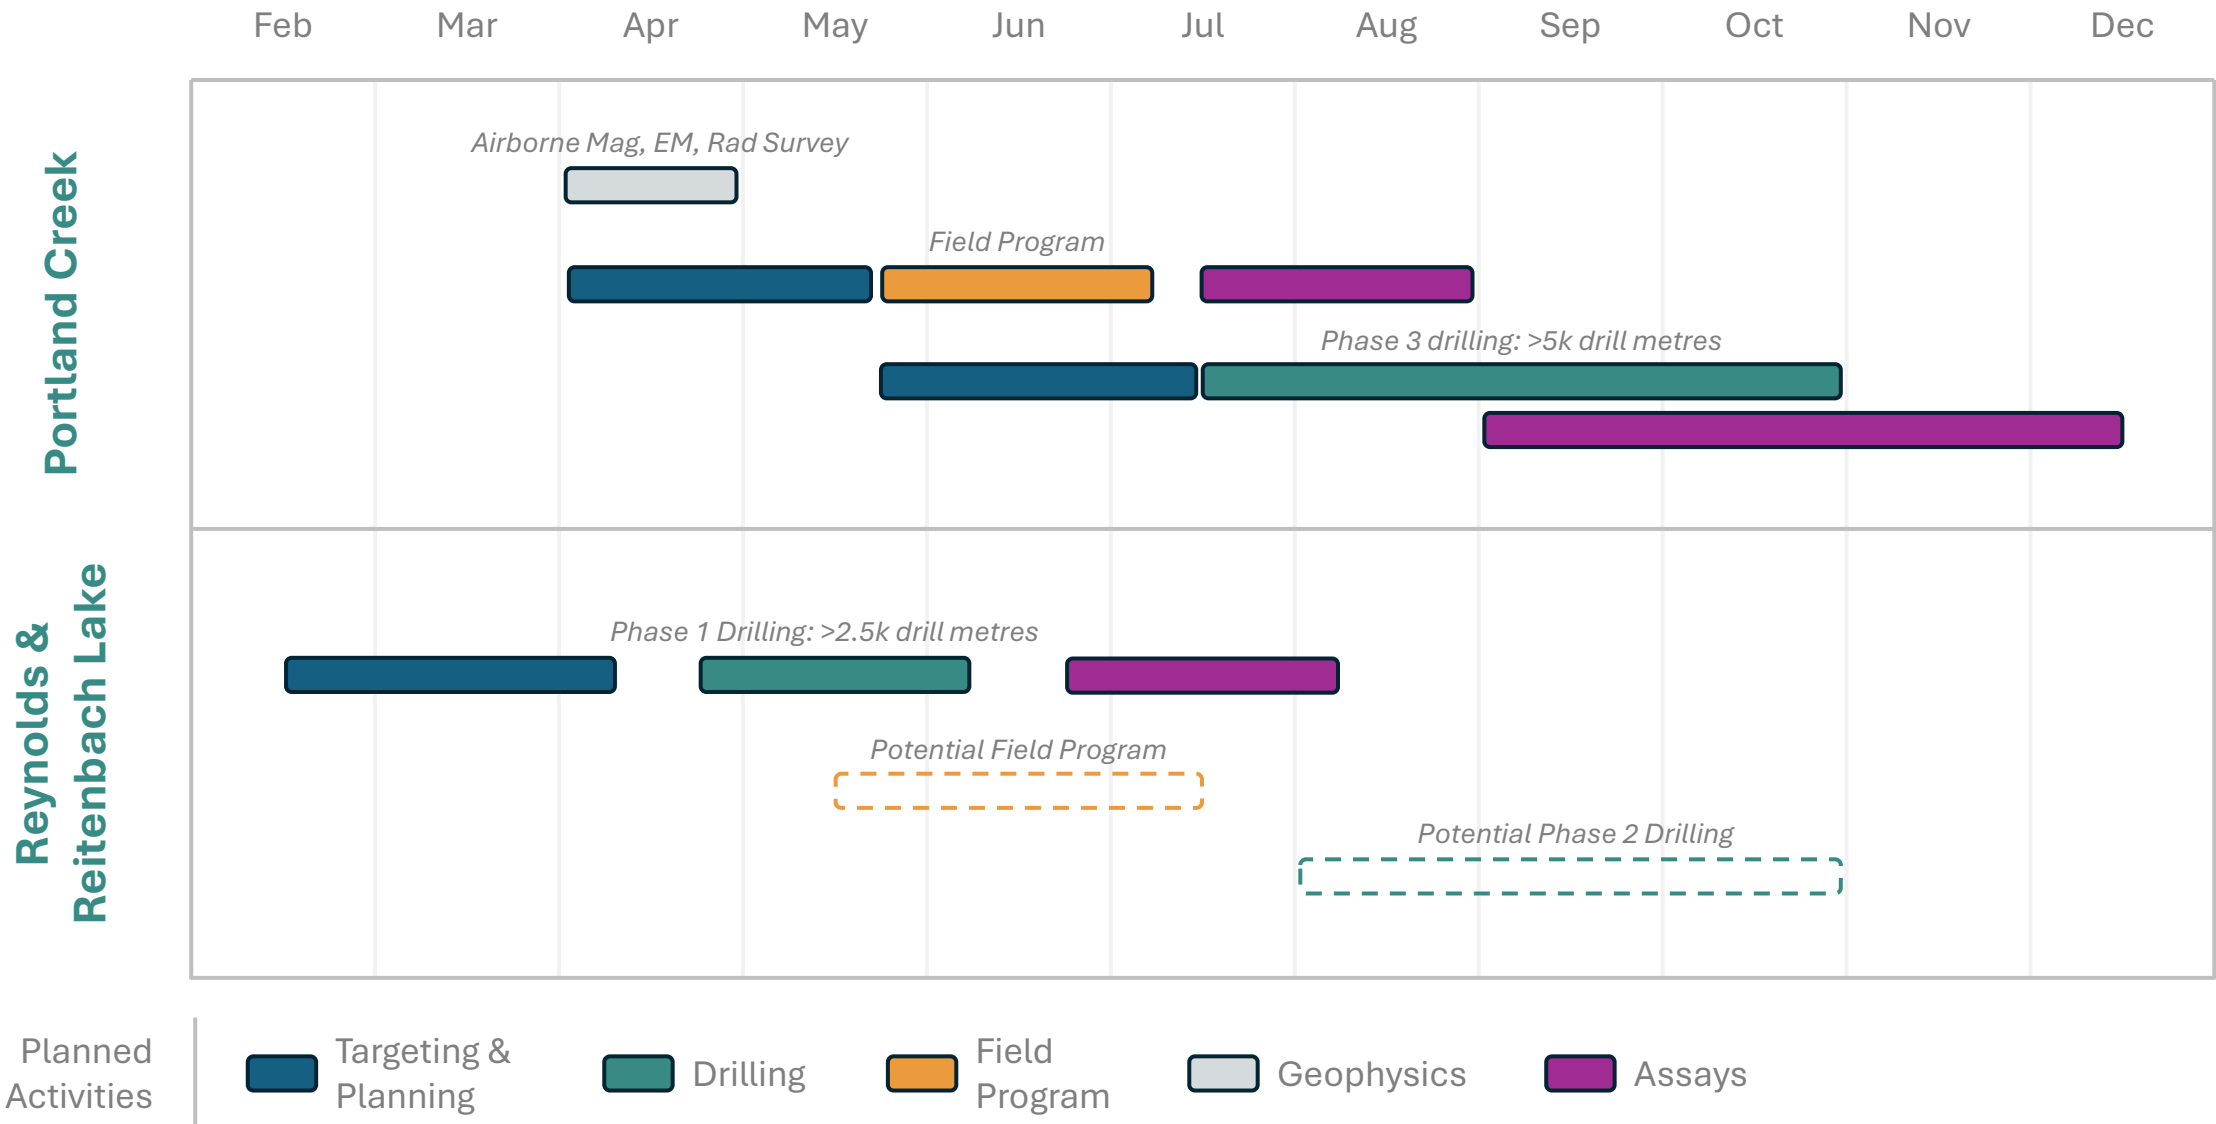 Feb Mar Apr May Jun Jul Aug Sep Oct Nov Dec
Portland Creek
Airborne Mag, EM, Rad Survey
Field Program
Phase 3 drilling: >5k drill metres
Reynolds &
Reitenbach Lake
Phase 1 Drilling: >2.5k drill metres
Potential Field Program
Potential Phase 2 Drilling
Planned
Activities
Targeting &
Planning
Drilling
Field
Program
Geophysics
Assays